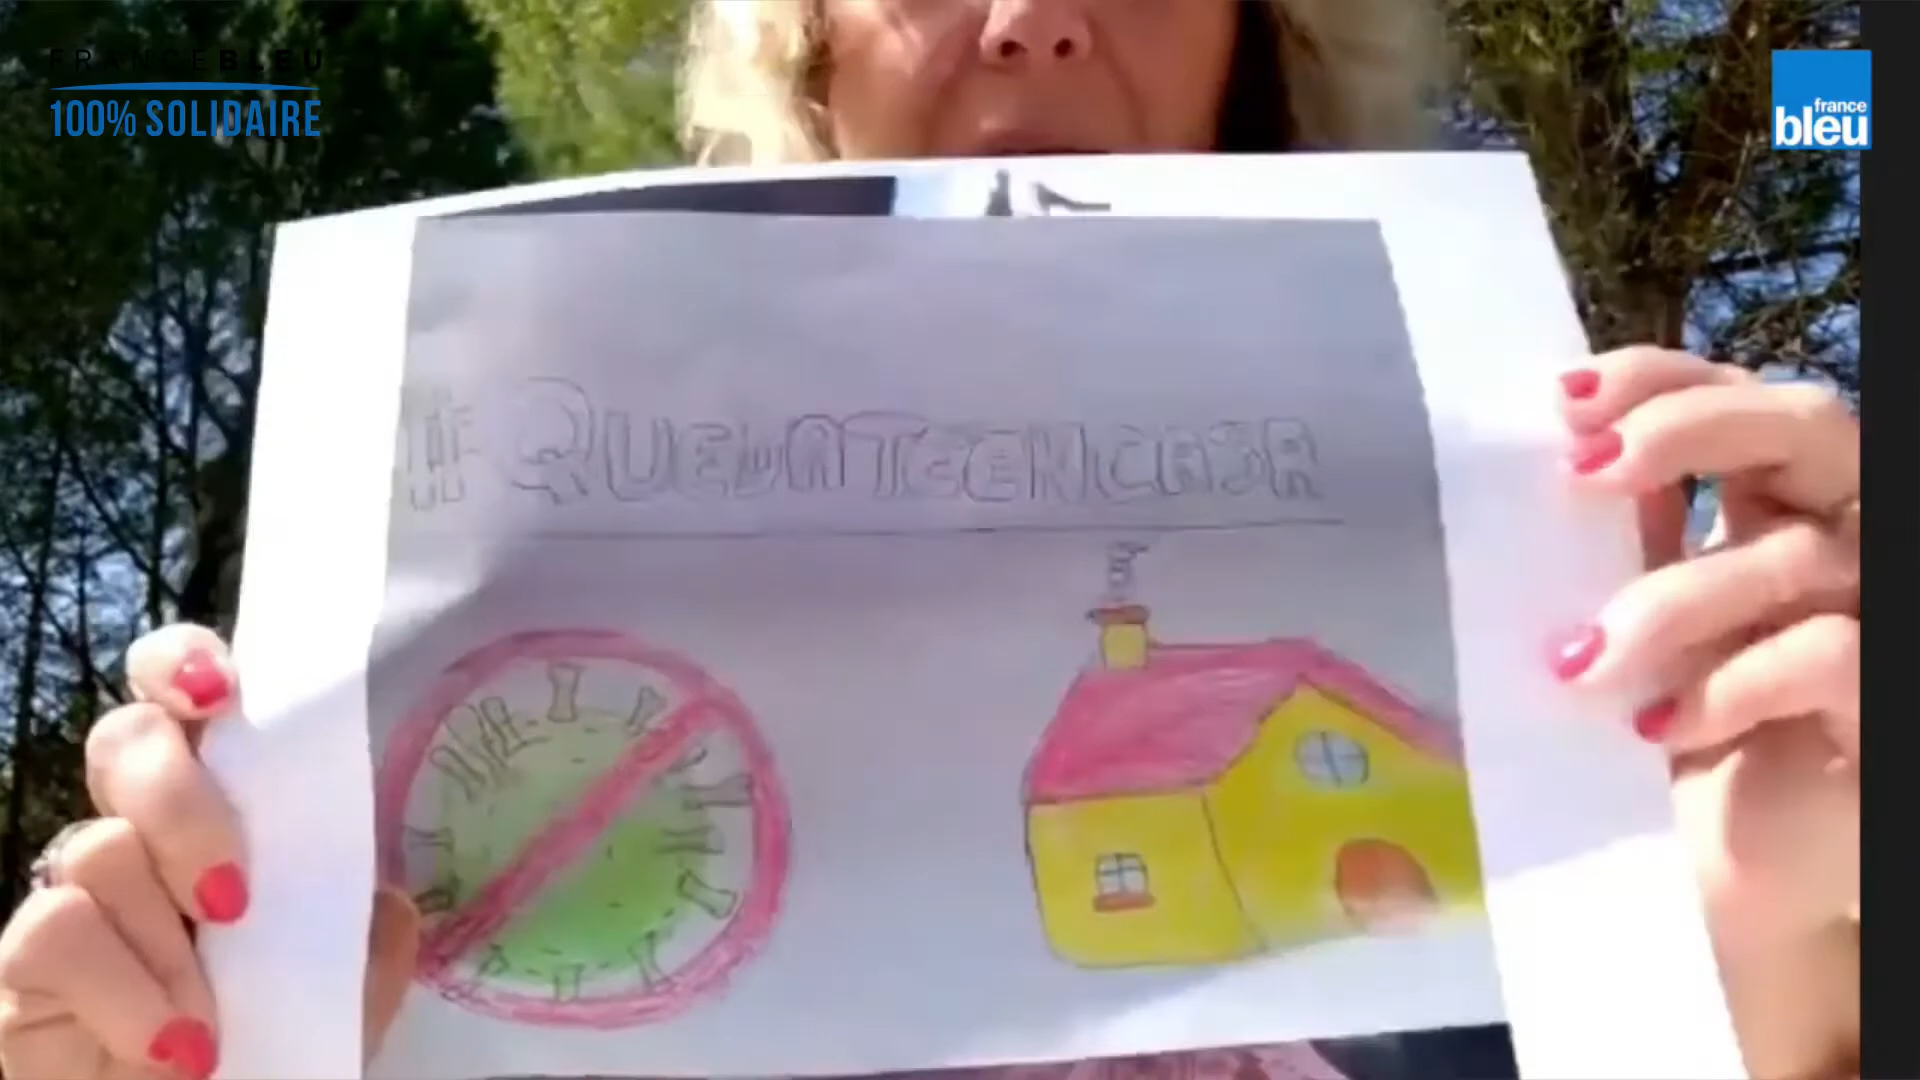 FRANCE BLEU
100% SOLIDAIRE
france
bleu
#QUEDATEENCASA